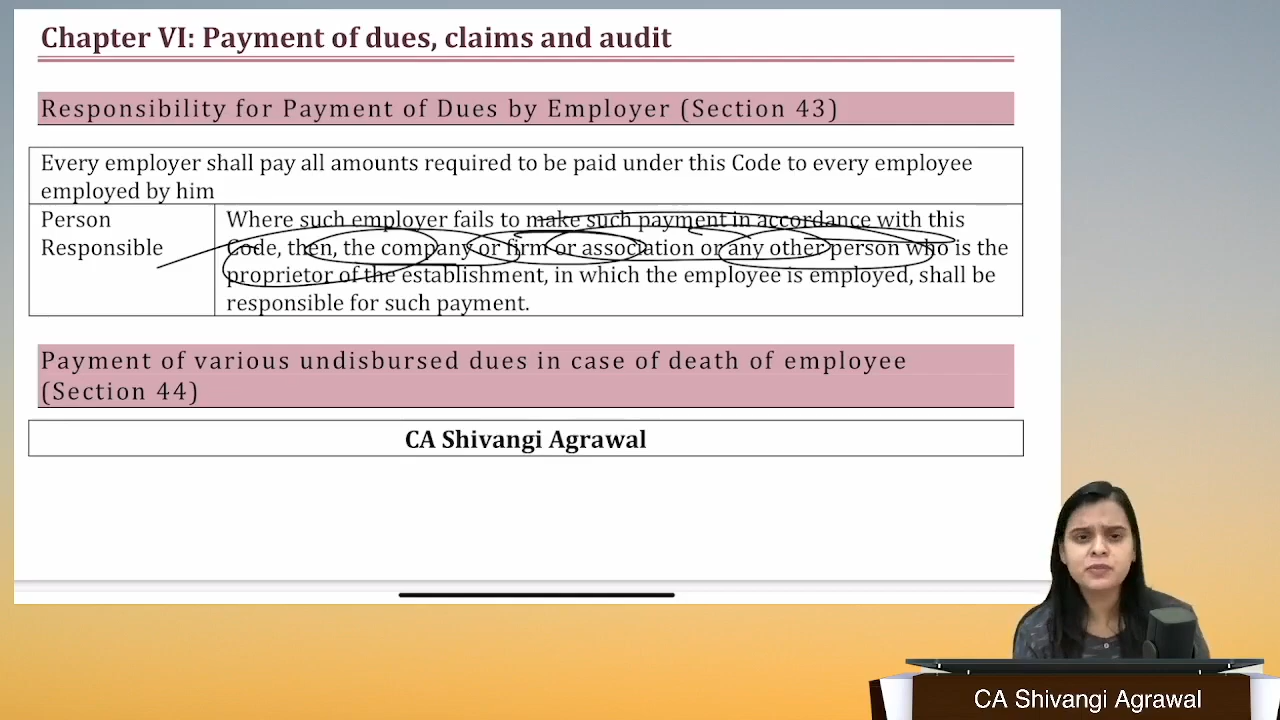 Chapter VI: Payment of dues, claims and audit
Responsibility for Payment of Dues by Employer (Section 43)
Every employer shall pay all amounts required to be paid under this Code to every employee
employed by him
Person
Responsible
Where such employer fails to make such payment in accordance with this
Code, then, the company or firm or association or any other person who is the
proprietor of the establishment, in which the employee is employed, shall be
responsible for such payment.
Payment of various undisbursed dues in case of death of employee
(Section 44)
CA Shivangi Agrawal
CA Shivangi Agrawal